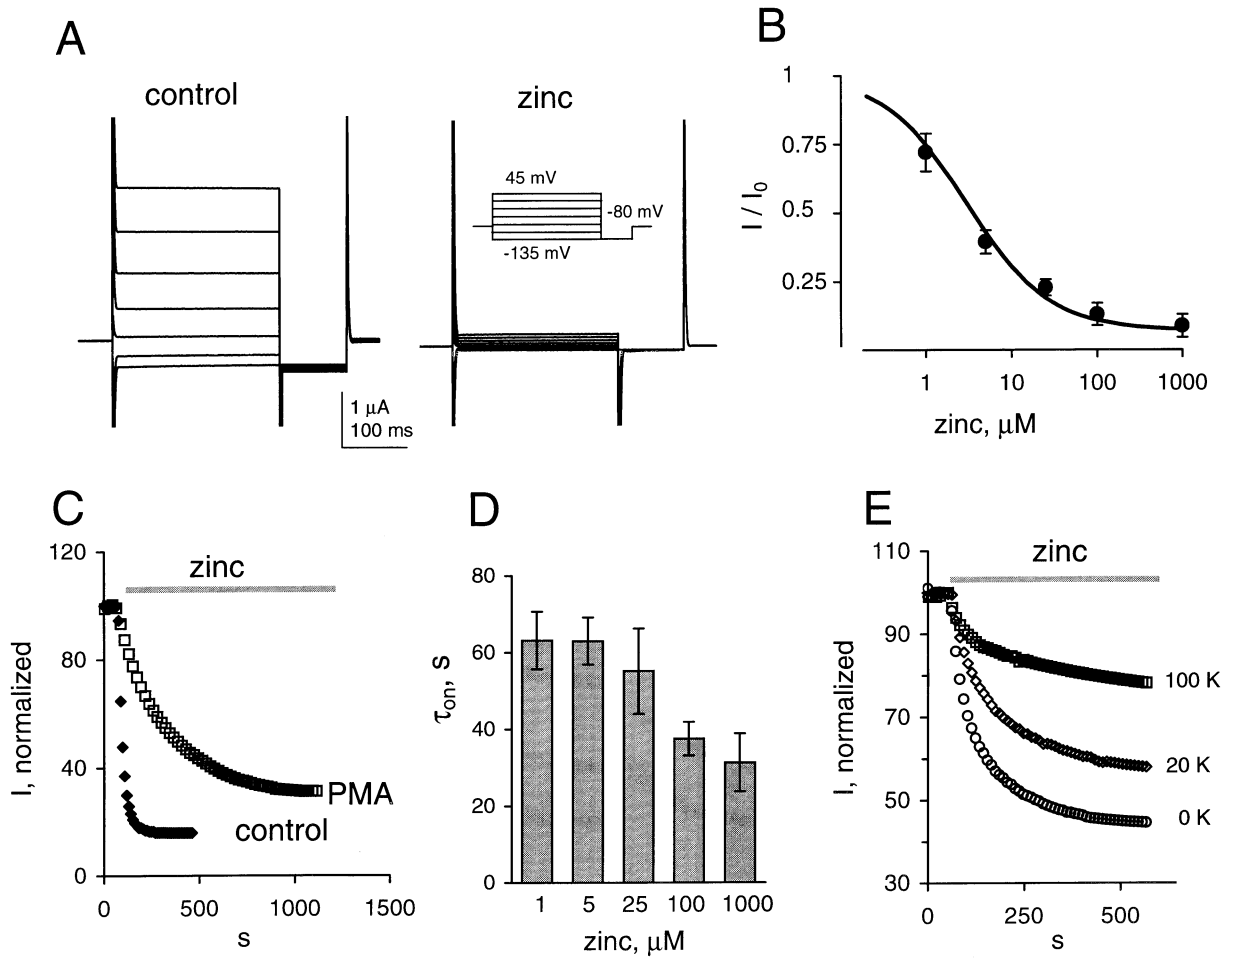 A
control
zinc
45 mV
-80 mV
-135 mV
1 μA
100 ms
B
1
0.75
0.5
0.25
I / I0
1
10
100
1000
zinc, μM
C
zinc
120
80
40
0
I, normalized
PMA
control
0
500
1000
1500
s
D
80
60
40
20
0
τon, s
1
5
25
100
1000
zinc, μM
E
zinc
110
90
70
50
30
I, normalized
100 K
20 K
0 K
0
250
500
s